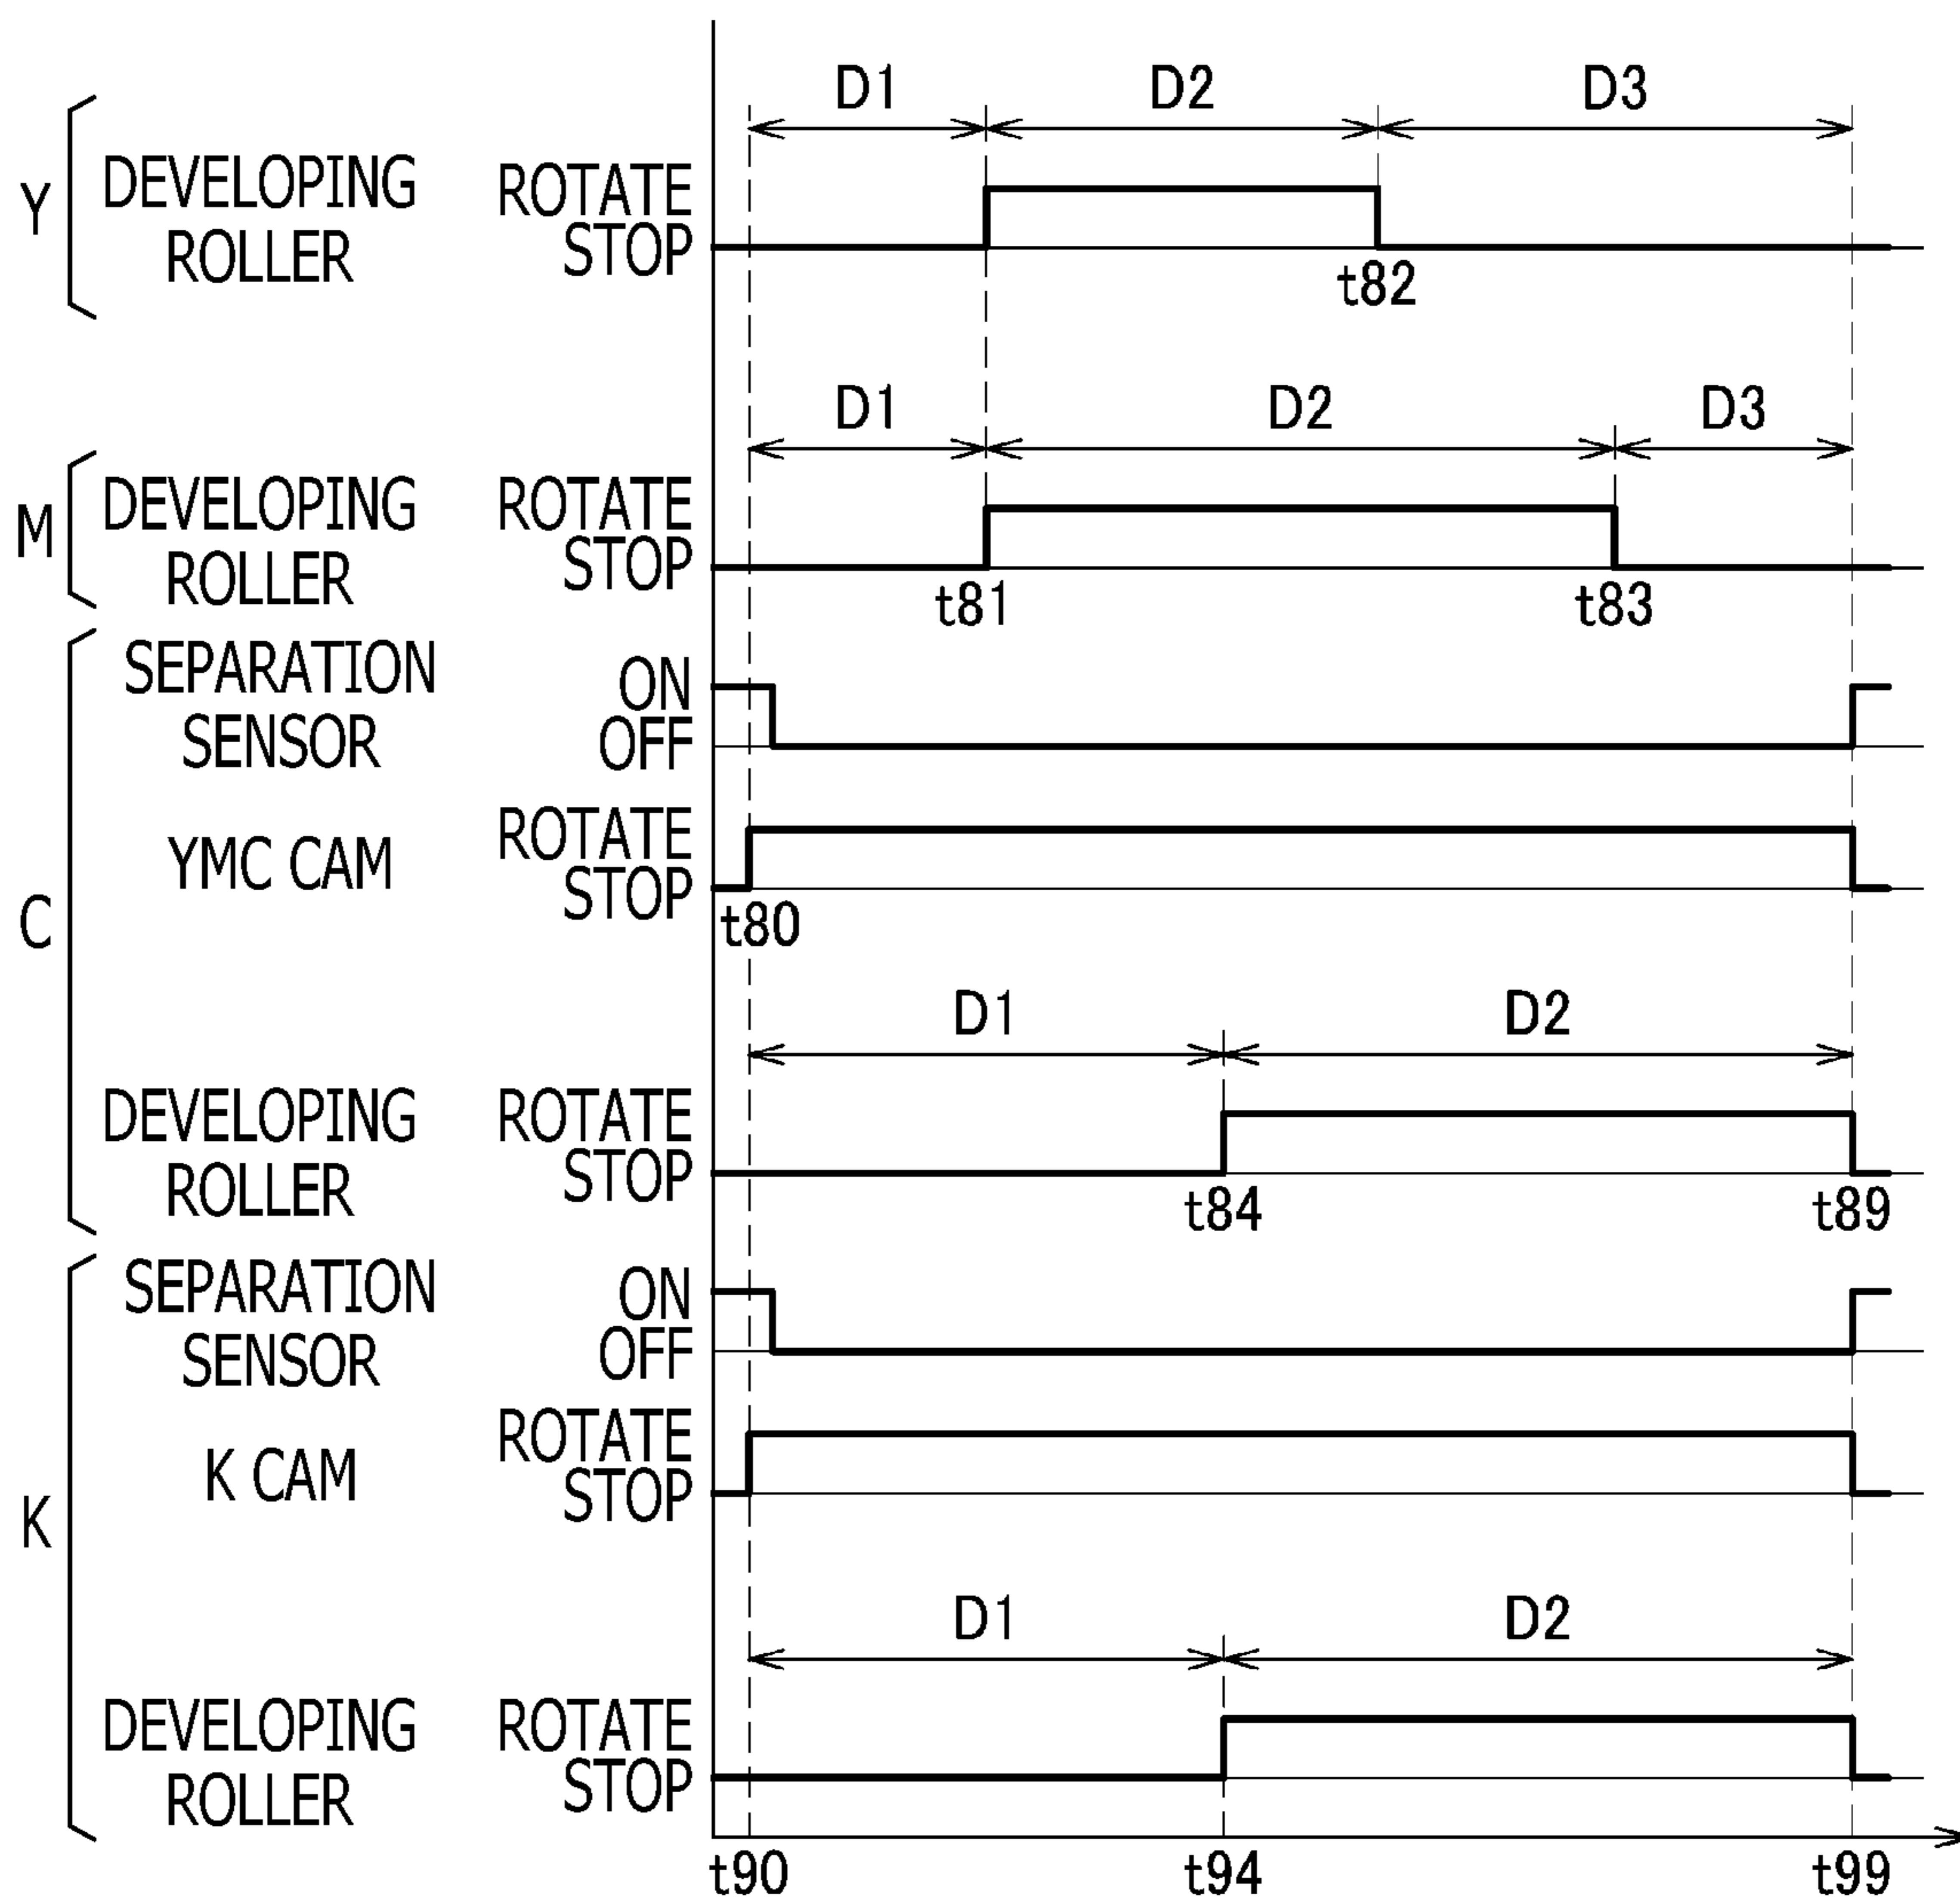 D1 D2 D3
Y DEVELOPING ROLLER ROTATE STOP
t82
D1 D2 D3
M DEVELOPING ROLLER ROTATE STOP
t81 t83
C SEPARATION SENSOR ON OFF
YMC CAM ROTATE STOP
t80
D1 D2
DEVELOPING ROLLER ROTATE STOP
t84 t89
K SEPARATION SENSOR ON OFF
K CAM ROTATE STOP
D1 D2
DEVELOPING ROLLER ROTATE STOP
t90 t94 t99